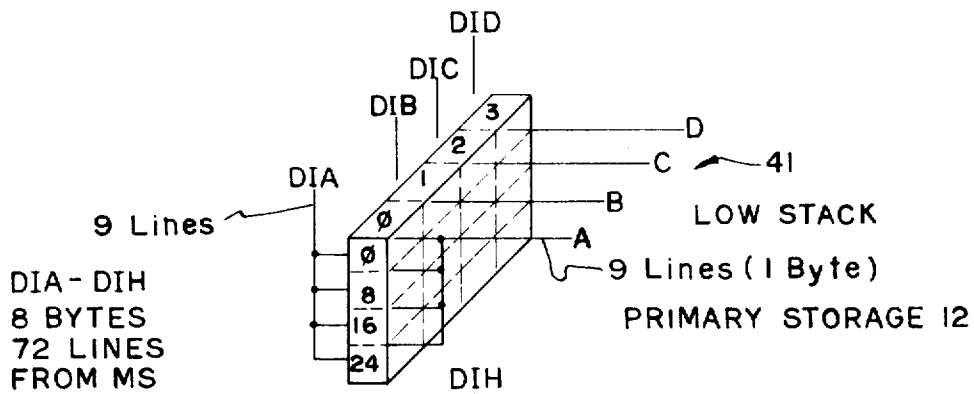 DID
DIC
DIB
DIA
3
2
1
Ø
D
C
41
B
LOW STACK
9 Lines
A
Ø
8
16
24
9 Lines (1 Byte)
DIA-DIH
8 BYTES
72 LINES
FROM MS
PRIMARY STORAGE 12
DIH